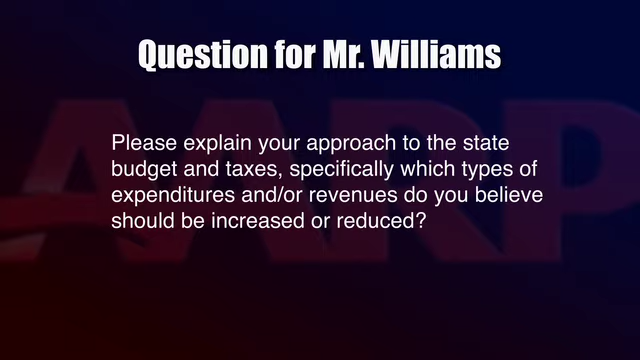 Question for Mr. Williams
Please explain your approach to the state
budget and taxes, specifically which types of
expenditures and/or revenues do you believe
should be increased or reduced?
AARP